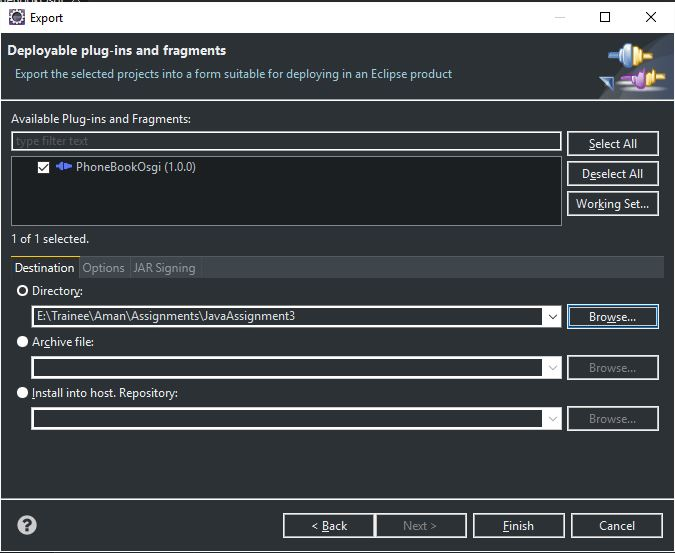 Export
Deployable plug-ins and fragments
Export the selected projects into a form suitable for deploying in an Eclipse product
Available Plug-ins and Fragments:
type filter text
Select All
PhoneBookOsgi (1.0.0)
Deselect All
Working Set...
1 of 1 selected.
Destination Options JAR Signing
Directory:
E:\Trainee\Aman\Assignments\JavaAssignment3
Browse...
Archive file:
Browse...
Install into host. Repository:
Browse...
? < Back Next > Finish Cancel